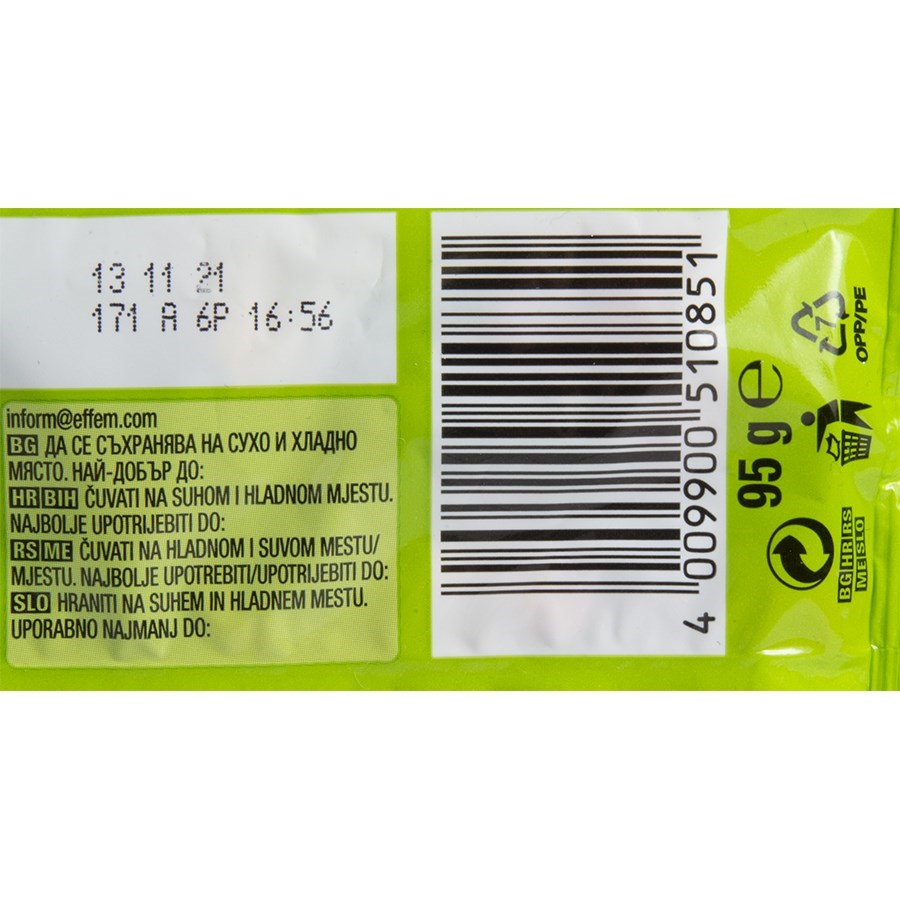 13 11 21
171 A 6P 16:56
inform@effem.com
BG ДА СЕ СЪХРАНЯВА НА СУХО И ХЛАДНО
МЯСТО. НАЙ-ДОБЪР ДО:
HR BIH ČUVATI NA SUHOM I HLADNOM MJESTU.
NAJBOLJE UPOTRIJEBITI DO:
RS ME ČUVATI NA HLADNOM I SUVOM MESTU/
MJESTU. NAJBOLJE UPOTREBITI/UPOTRIJEBITI DO:
SLO HRANITI NA SUHEM IN HLADNEM MESTU.
UPORABNO NAJMANJ DO:
4 009900 510851
95 g e
7
OPP/PE
BG HR RS
ME SLO